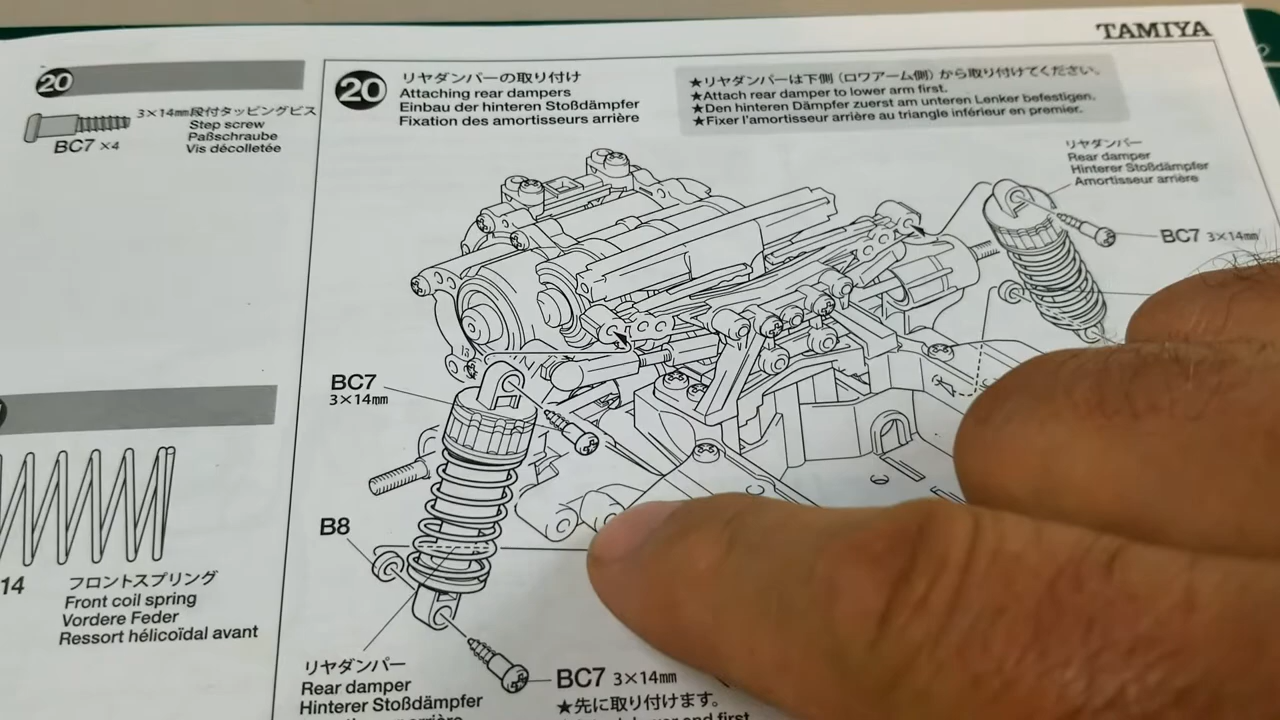 TAMIYA
20
3×14mm段付タッピングビス
Step screw
Paßschraube
Vis décolletée
BC7 ×4
20
リヤダンパーの取り付け
Attaching rear dampers
Einbau der hinteren Stoßdämpfer
Fixation des amortisseurs arrière
★リヤダンパーは下側（ロワアーム側）から取り付けてください。
★Attach rear damper to lower arm first.
★Den hinteren Dämpfer zuerst am unteren Lenker befestigen.
★Fixer l'amortisseur arrière au triangle inférieur en premier.
リヤダンパー
Rear damper
Hinterer Stoßdämpfer
Amortisseur arrière
BC7 3×14mm
BC7
3×14mm
B8
14
フロントスプリング
Front coil spring
Vordere Feder
Ressort hélicoïdal avant
リヤダンパー
Rear damper
Hinterer Stoßdämpfer
BC7 3×14mm
★先に取り付けます。
end first.